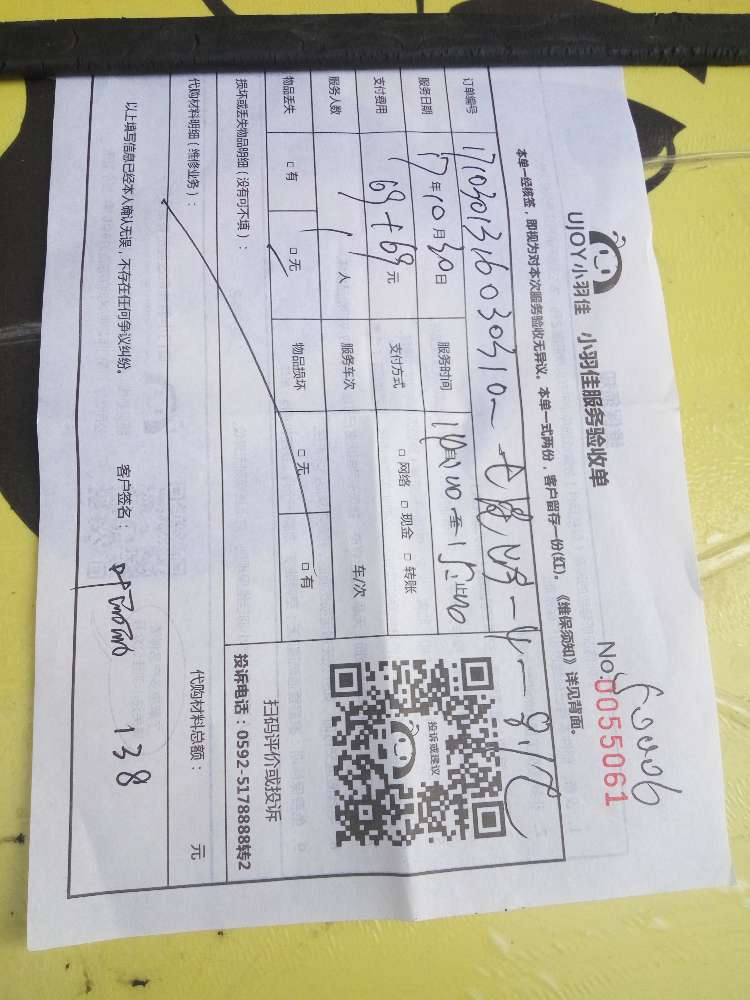 UJOY小羽佳 小羽佳服务验收单
No.0055061
本单一经核签，即视为对本次服务验收无异议。本单一式两份，客户留存一份(红)。《维保须知》详见背面。
订单编号
服务日期 17年10月30日 服务时间 至 15:00止
支付费用 69+69元 支付方式 □网络 □现金 □转账
服务人数 1人 服务车次 车/次
物品丢失 □有 □无 物品损坏 □无 □有
损坏或丢失物品明细（没有可不填）：
投诉或建议
扫码评价或投诉
投诉电话：0592-5178888转2
代购材料明细（维修业务）： 代购材料总额： 元
以上填写信息已经本人确认无误，不存在任何争议纠纷。 客户签名： 138